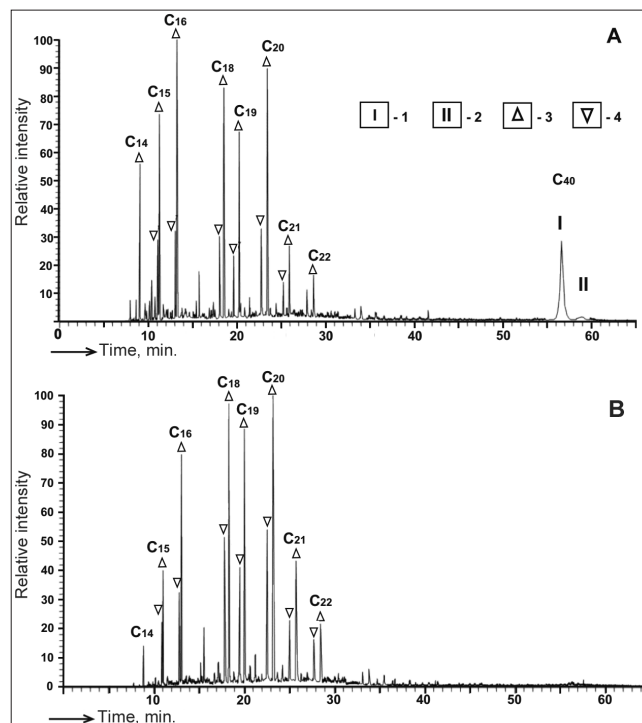 A
Relative intensity
100
90
80
70
60
50
40
30
20
10
0
C14
C15
C16
C18
C19
C20
C21
C22
C40
I
II
I - 1
II - 2
- 3
- 4
0 10 20 30 40 50 60
Time, min.
B
Relative intensity
100
90
80
70
60
50
40
30
20
10
0
C14
C15
C16
C18
C19
C20
C21
C22
10 20 30 40 50 60
Time, min.